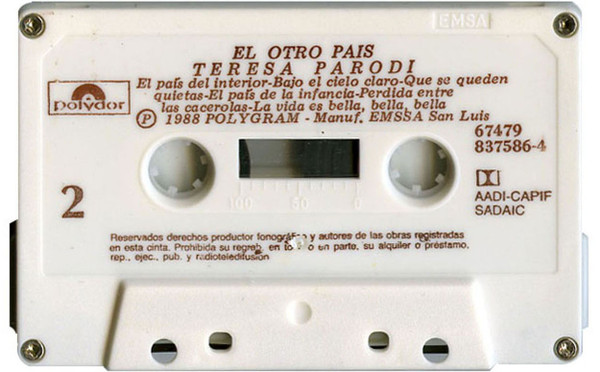 EMSA
EL OTRO PAIS
TERESA PARODI
polydor
El país del interior-Bajo el cielo claro-Que se queden
quietas-El país de la infancia-Perdida entre
las cacerolas-La vida es bella, bella, bella
P 1988 POLYGRAM - Manuf. EMSSA San Luis
67479
837586-4
2
100 50 0
AADI-CAPIF
SADAIC
Reservados derechos productor fonográfico y autores de las obras registradas
en esta cinta. Prohibida su regrab. en todo o en parte, su alquiler o préstamo,
rep., ejec., pub. y radioteledifusión